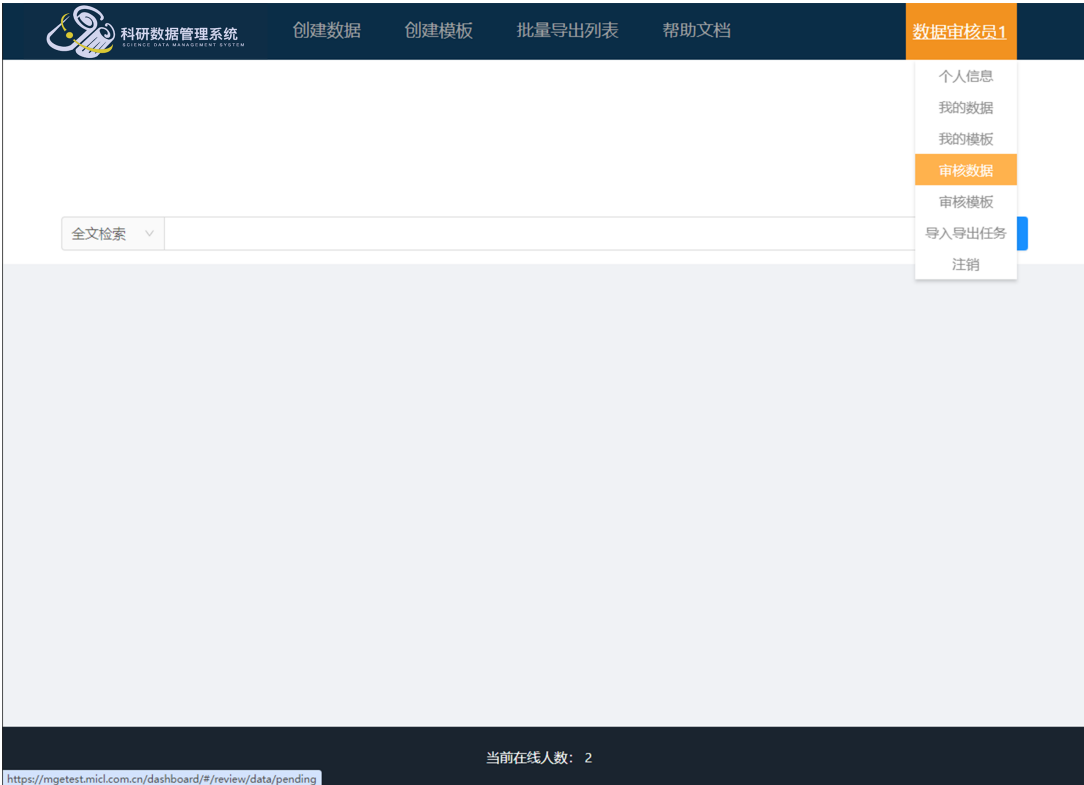 科研数据管理系统
SCIENCE DATA MANAGEMENT SYSTEM
创建数据
创建模板
批量导出列表
帮助文档
数据审核员1
个人信息
我的数据
我的模板
审核数据
审核模板
导入导出任务
注销
全文检索
当前在线人数： 2
https://mgetest.micl.com.cn/dashboard/#/review/data/pending